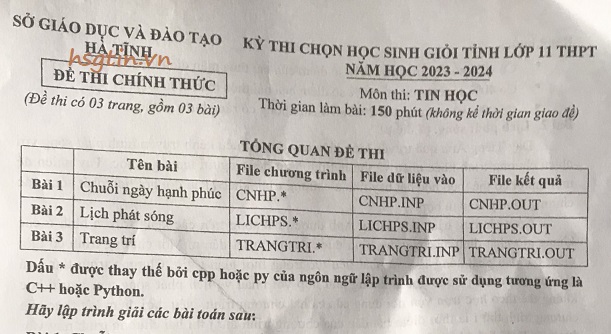 SỞ GIÁO DỤC VÀ ĐÀO TẠO
HÀ TĨNH
hsgtin.vn
ĐỀ THI CHÍNH THỨC
(Đề thi có 03 trang, gồm 03 bài)
KỲ THI CHỌN HỌC SINH GIỎI TỈNH LỚP 11 THPT
NĂM HỌC 2023 - 2024
Môn thi: TIN HỌC
Thời gian làm bài: 150 phút (không kể thời gian giao đề)
TỔNG QUAN ĐỀ THI
Tên bài File chương trình File dữ liệu vào File kết quả
Bài 1 Chuỗi ngày hạnh phúc CNHP.* CNHP.INP CNHP.OUT
Bài 2 Lịch phát sóng LICHPS.* LICHPS.INP LICHPS.OUT
Bài 3 Trang trí TRANGTRI.* TRANGTRI.INP TRANGTRI.OUT
Dấu * được thay thế bởi cpp hoặc py của ngôn ngữ lập trình được sử dụng tương ứng là
C++ hoặc Python.
Hãy lập trình giải các bài toán sau: